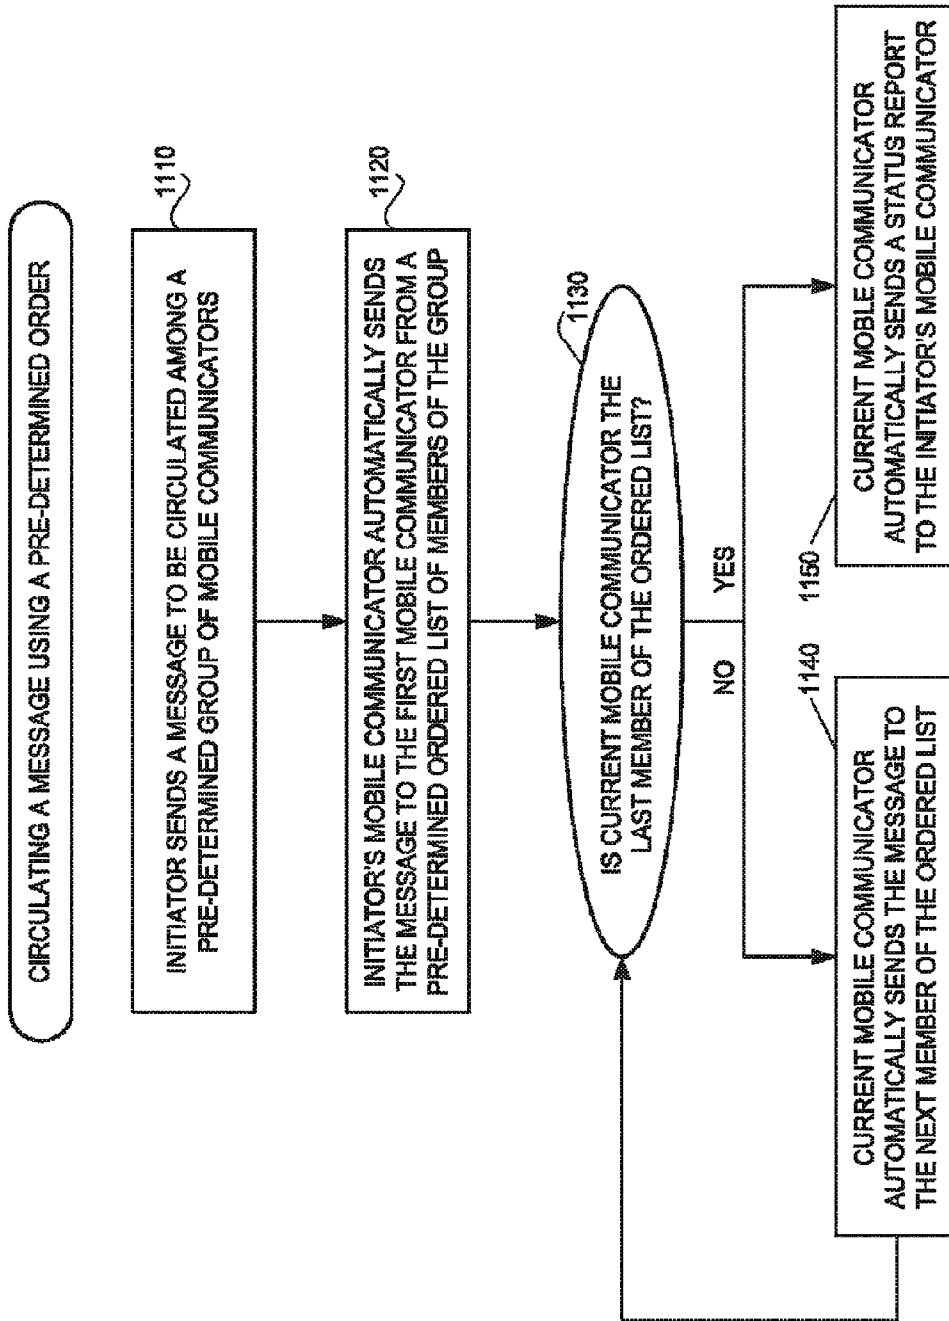 CIRCULATING A MESSAGE USING A PRE-DETERMINED ORDER
1110
INITIATOR SENDS A MESSAGE TO BE CIRCULATED AMONG A
PRE-DETERMINED GROUP OF MOBILE COMMUNICATORS
1120
INITIATOR'S MOBILE COMMUNICATOR AUTOMATICALLY SENDS
THE MESSAGE TO THE FIRST MOBILE COMMUNICATOR FROM A
PRE-DETERMINED ORDERED LIST OF MEMBERS OF THE GROUP
1130
IS CURRENT MOBILE COMMUNICATOR THE
LAST MEMBER OF THE ORDERED LIST?
NO
YES
1140
CURRENT MOBILE COMMUNICATOR
AUTOMATICALLY SENDS THE MESSAGE TO
THE NEXT MEMBER OF THE ORDERED LIST
1150
CURRENT MOBLE COMMUNICATOR
AUTOMATICALLY SENDS A STATUS REPORT
TO THE INITIATOR'S MOBILE COMMUNICATOR